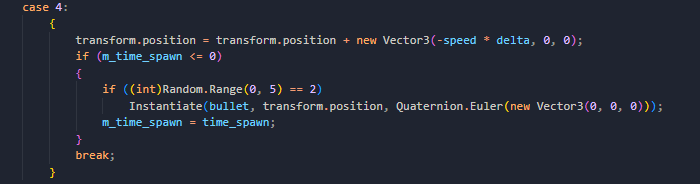 case 4:
{
transform.position = transform.position + new Vector3(-speed * delta, 0, 0);
if (m_time_spawn <= 0)
{
if ((int)Random.Range(0, 5) == 2)
Instantiate(bullet, transform.position, Quaternion.Euler(new Vector3(0, 0, 0)));
m_time_spawn = time_spawn;
}
break;
}